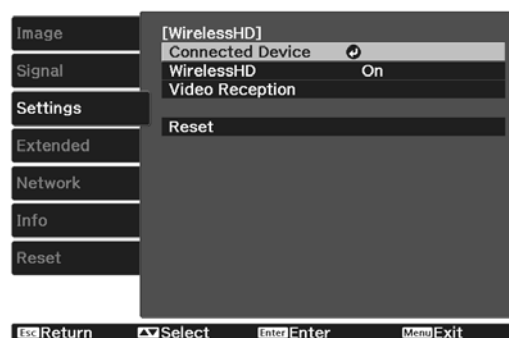 Image
Signal
Settings
Extended
Network
Info
Reset
[WirelessHD]
Connected Device
WirelessHD On
Video Reception
Reset
Esc Return Select Enter Enter Menu Exit